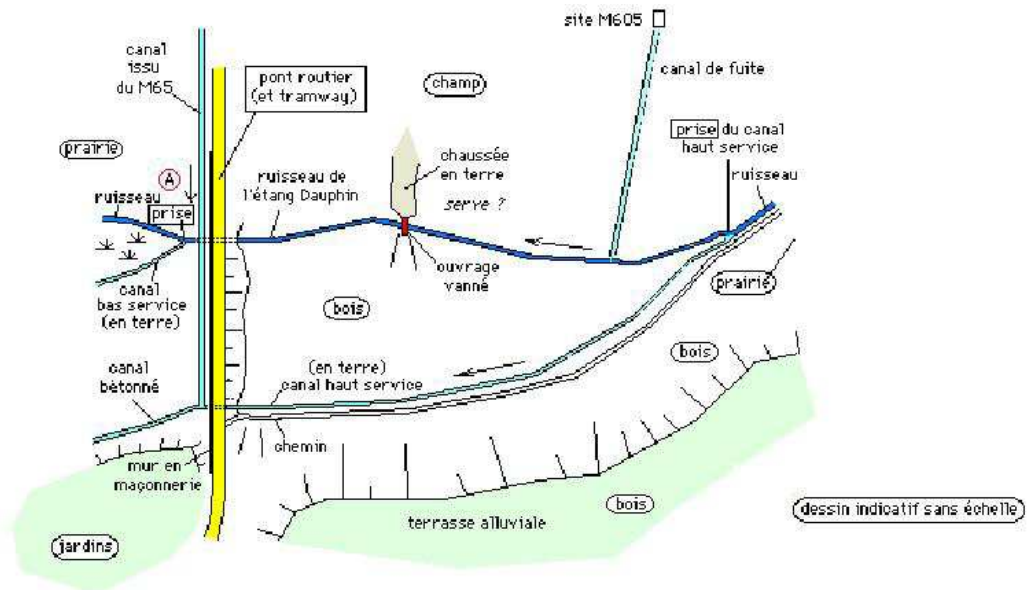 site M605
canal
issu
du M65
pont routier
(et tramway)
champ
canal de fuite
prise du canal
haut service
ruisseau
prairie
A
ruisseau
prise
ruisseau de
l'étang Dauphin
chaussée
en terre
serve ?
ouvrage
vanné
canal
bas service
(en terre)
bois
prairie
bois
canal
bétonné
(en terre)
canal haut service
chemin
mur en
maçonnerie
terrasse alluviale
bois
dessin indicatif sans échelle
jardins